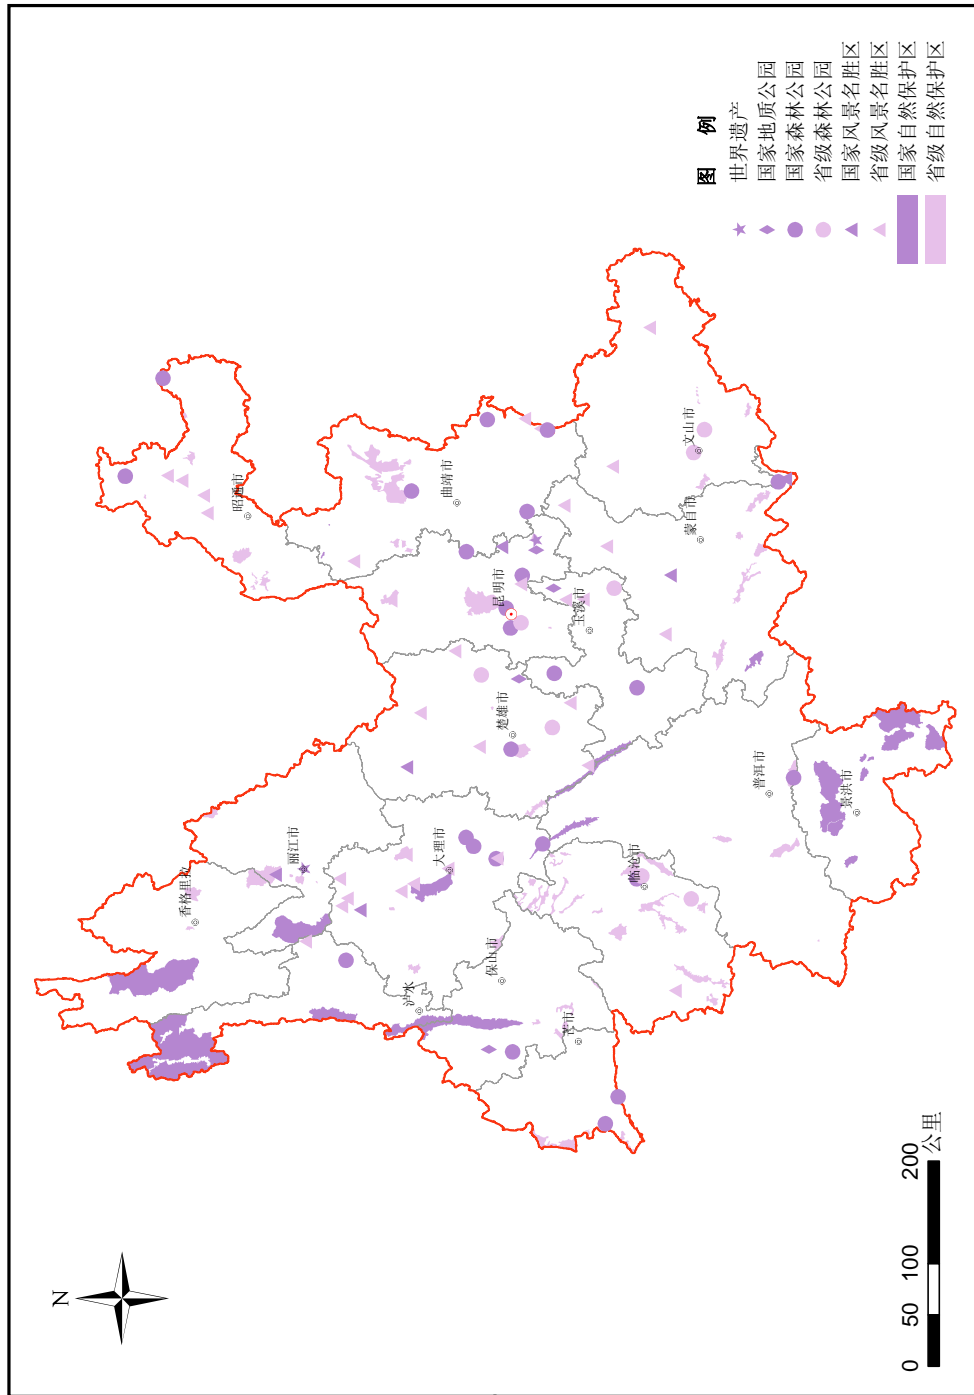 图 例
世界遗产
国家地质公园
国家森林公园
省级森林公园
国家风景名胜区
省级风景名胜区
国家自然保护区
省级自然保护区
N
香格里拉
丽江市
昭通市
泸水
大理市
曲靖市
保山市
楚雄市
昆明市
芒市
玉溪市
临沧市
文山市
蒙自市
普洱市
景洪市
0 50 100 200
公里